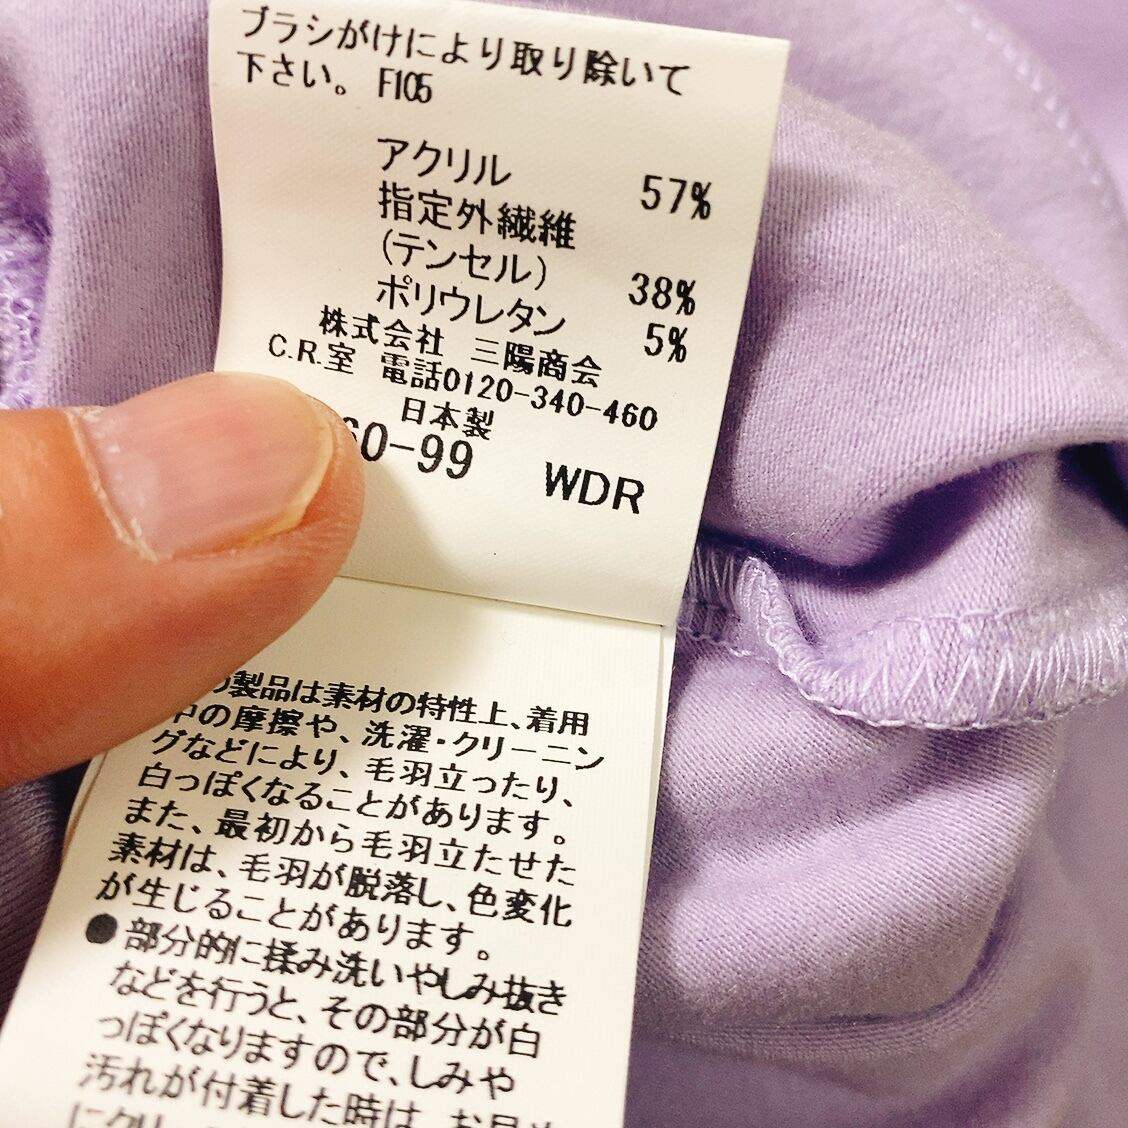 ブラシがけにより取り除いて
下さい。 F105
アクリル 57%
指定外繊維
(テンセル) 38%
ポリウレタン 5%
株式会社 三陽商会
C.R.室 電話0120-340-460
日本製
60-99 WDR
の製品は素材の特性上、着用
中の摩擦や、洗濯・クリーニン
グなどにより、毛羽立ったり、
白っぽくなることがあります。
また、最初から毛羽立たせた
素材は、毛羽が脱落し、色変化
が生じることがあります。
●部分的に揉み洗いやしみ抜き
などを行うと、その部分が白
っぽくなりますので、しみや
汚れが付着した時は、お早め
にクリ